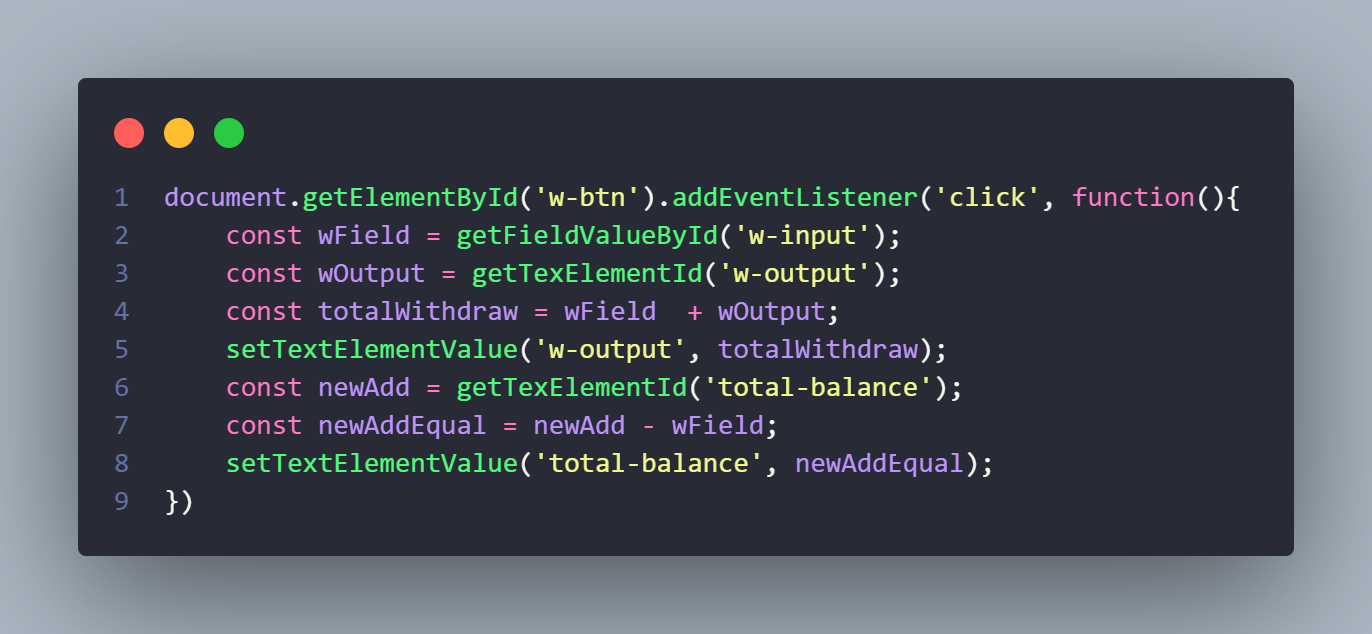 1 document.getElementById('w-btn').addEventListener('click', function(){
2     const wField = getFieldValueById('w-input');
3     const wOutput = getTexElementId('w-output');
4     const totalWithdraw = wField  + wOutput;
5     setTextElementValue('w-output', totalWithdraw);
6     const newAdd = getTexElementId('total-balance');
7     const newAddEqual = newAdd - wField;
8     setTextElementValue('total-balance', newAddEqual);
9 })